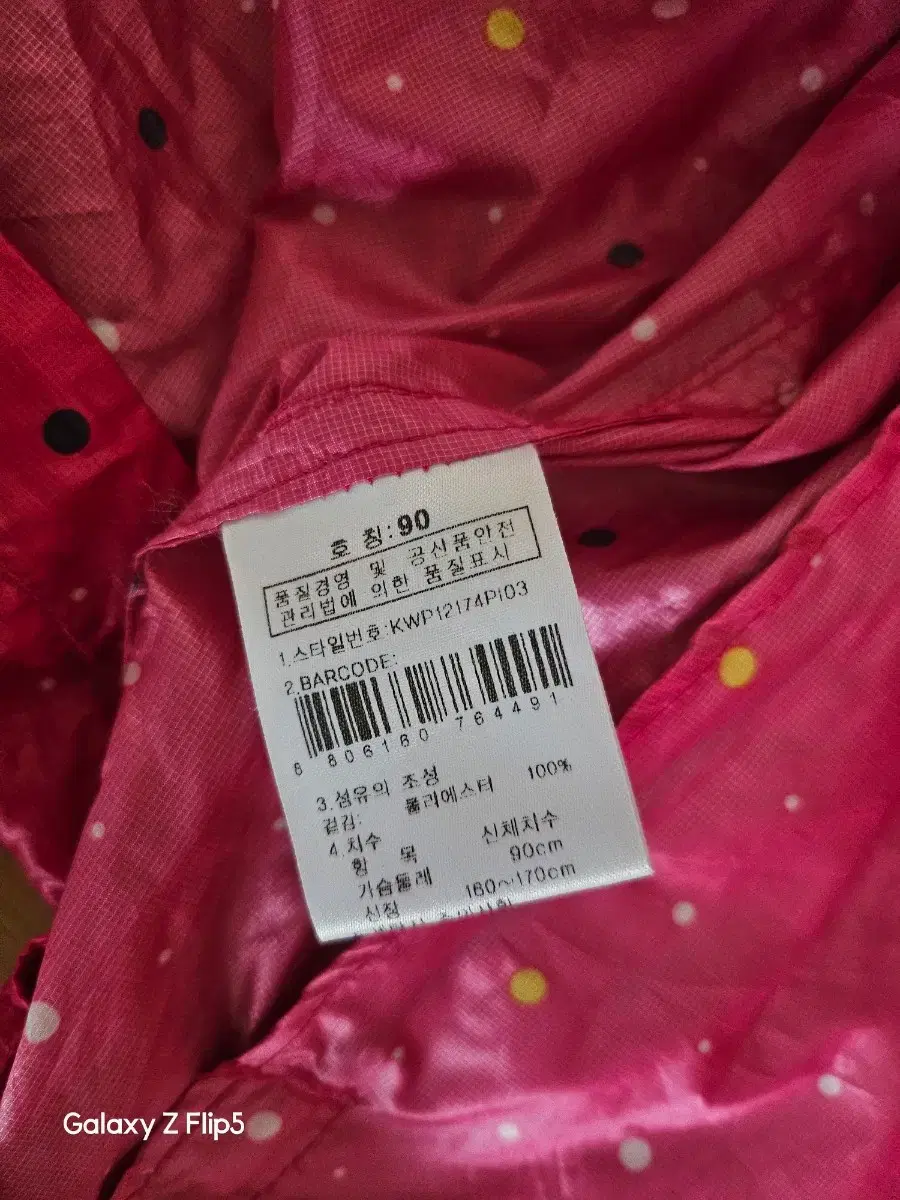 호 칭:90
품질경영 및 공산품안전
관리법에 의한 품질표시
1.스타일번호:KWP12174PI03
2.BARCODE:
8 806160 764491
3.섬유의 조성
겉감: 폴리에스터 100%
4.치수
항 목 신체치수
가슴둘레 90cm
신장 160~170cm
Galaxy Z Flip5